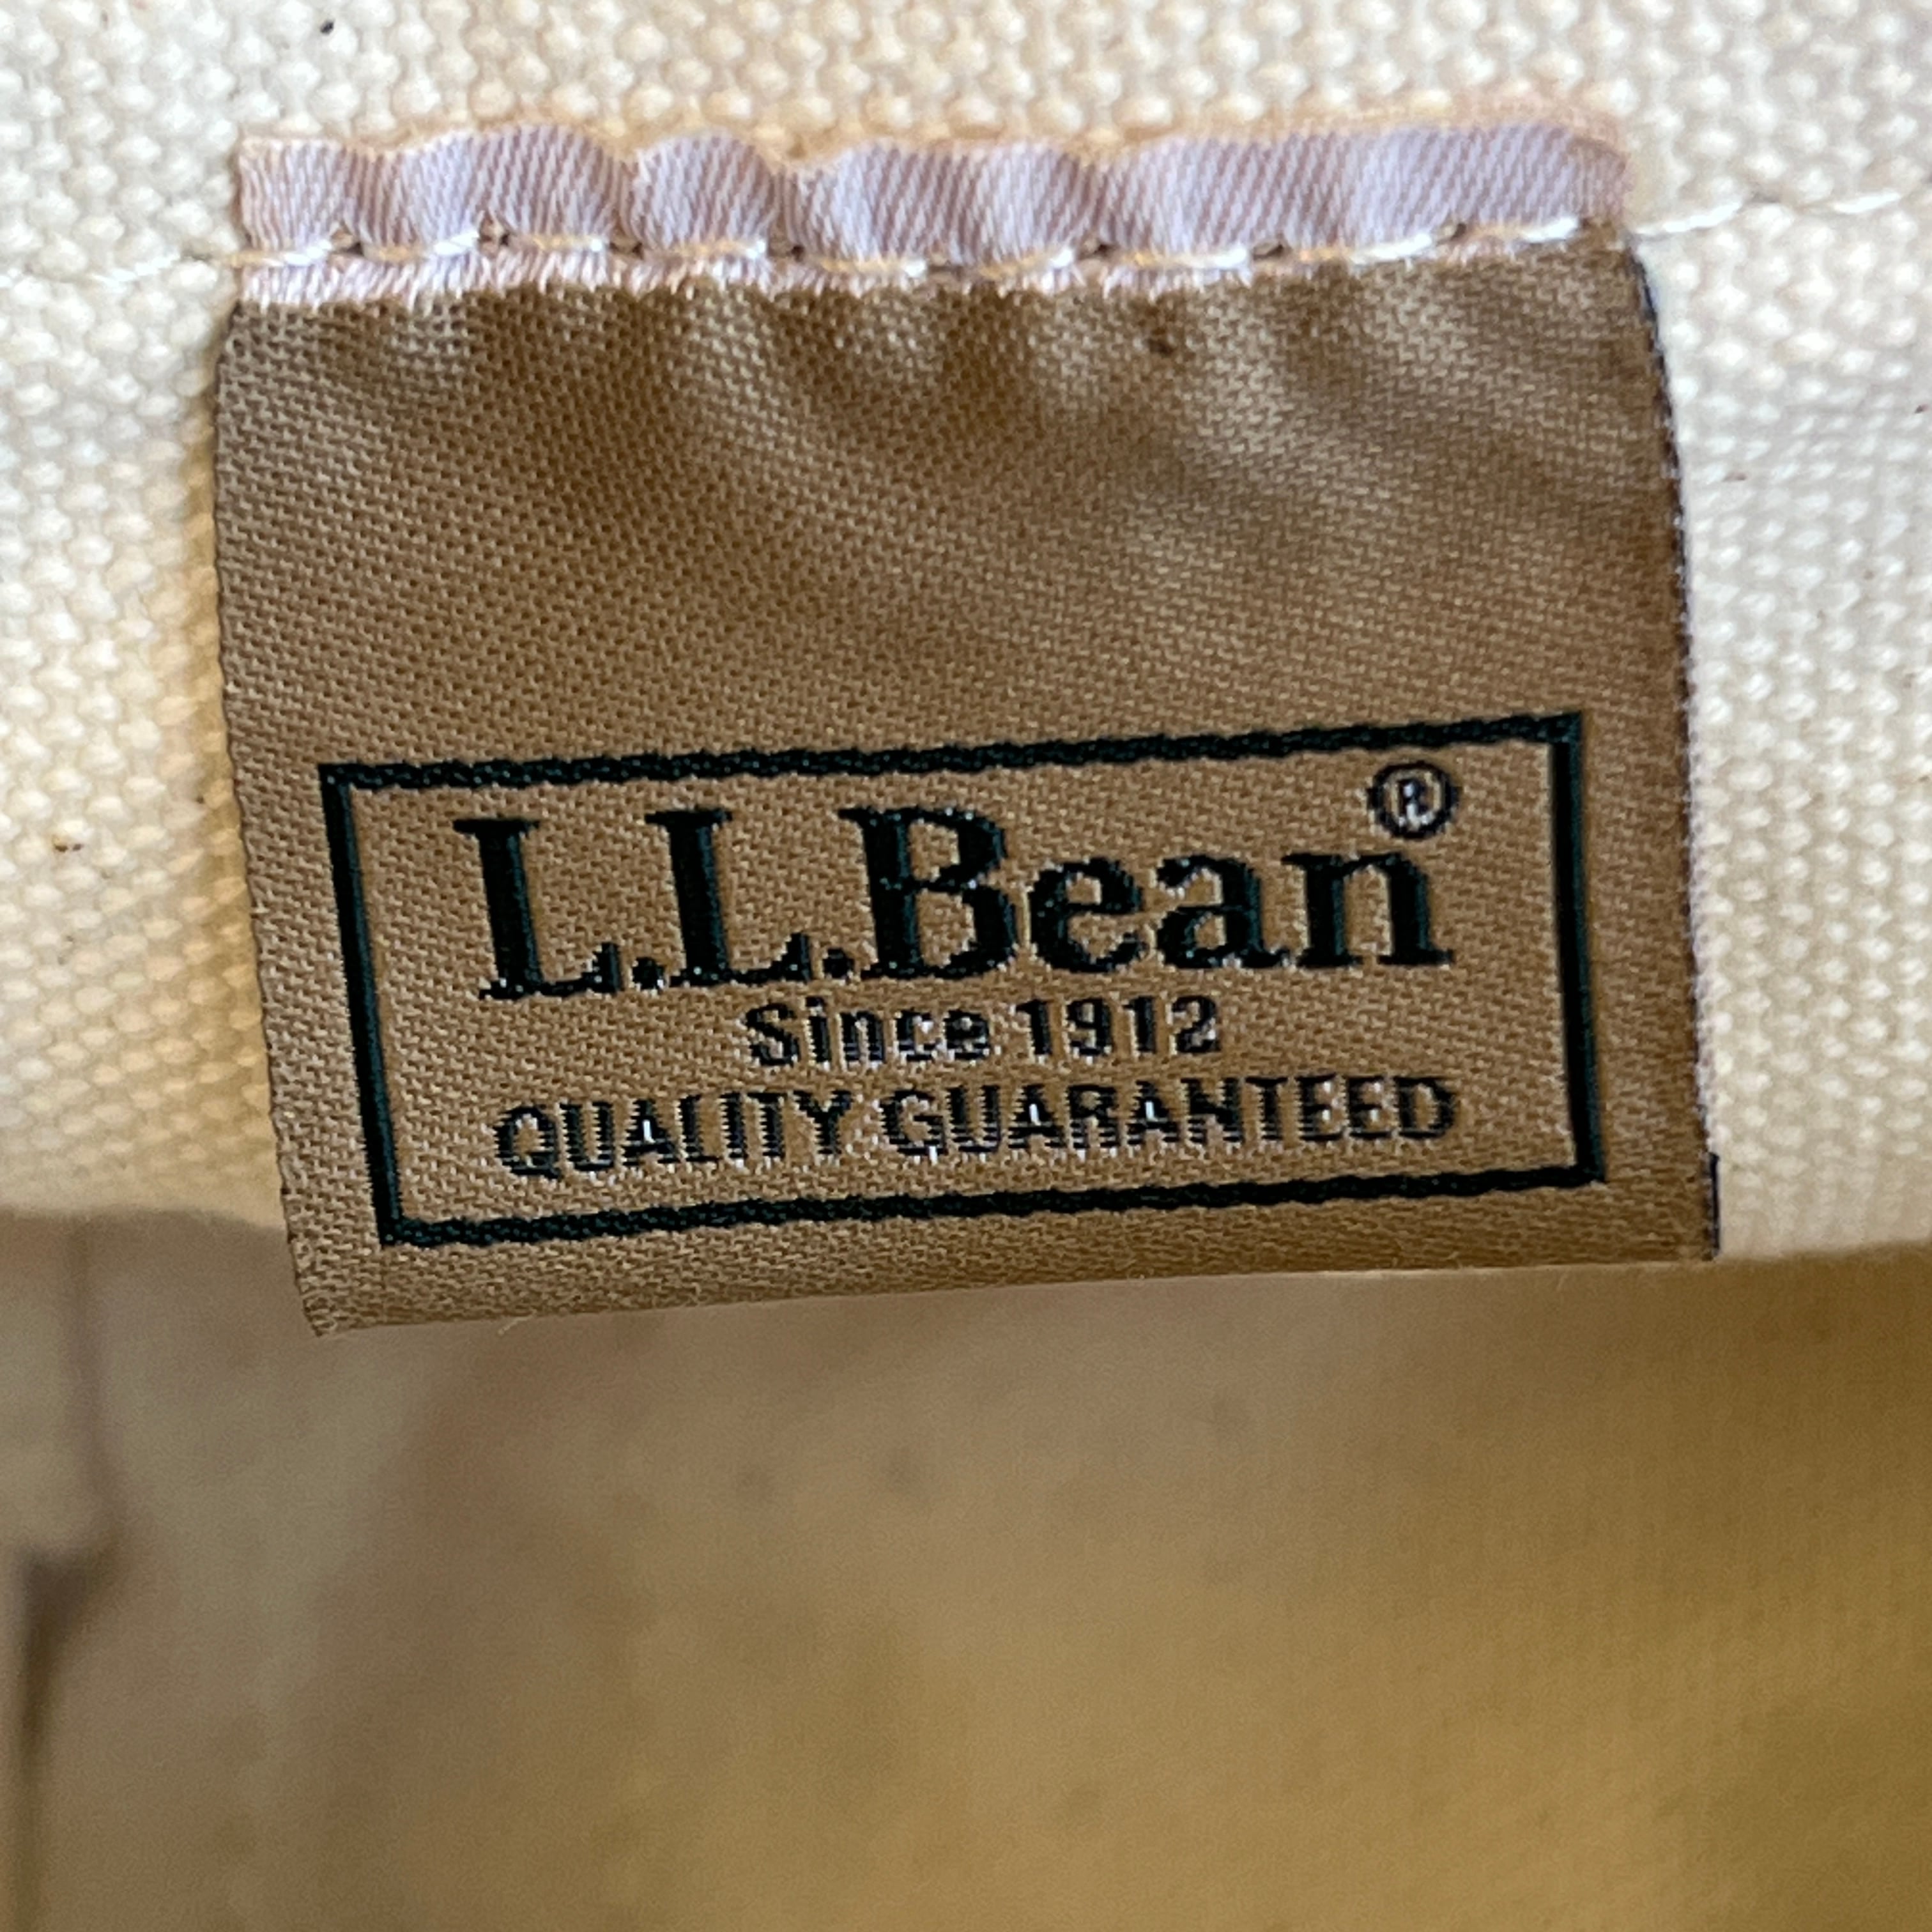 L.L.Bean®
Since 1912
QUALITY GUARANTEED